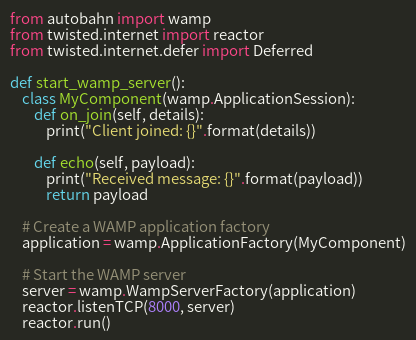 from autobahn import wamp
from twisted.internet import reactor
from twisted.internet.defer import Deferred

def start_wamp_server():
    class MyComponent(wamp.ApplicationSession):
        def on_join(self, details):
            print("Client joined: {}".format(details))

        def echo(self, payload):
            print("Received message: {}".format(payload))
            return payload

    # Create a WAMP application factory
    application = wamp.ApplicationFactory(MyComponent)

    # Start the WAMP server
    server = wamp.WampServerFactory(application)
    reactor.listenTCP(8000, server)
    reactor.run()